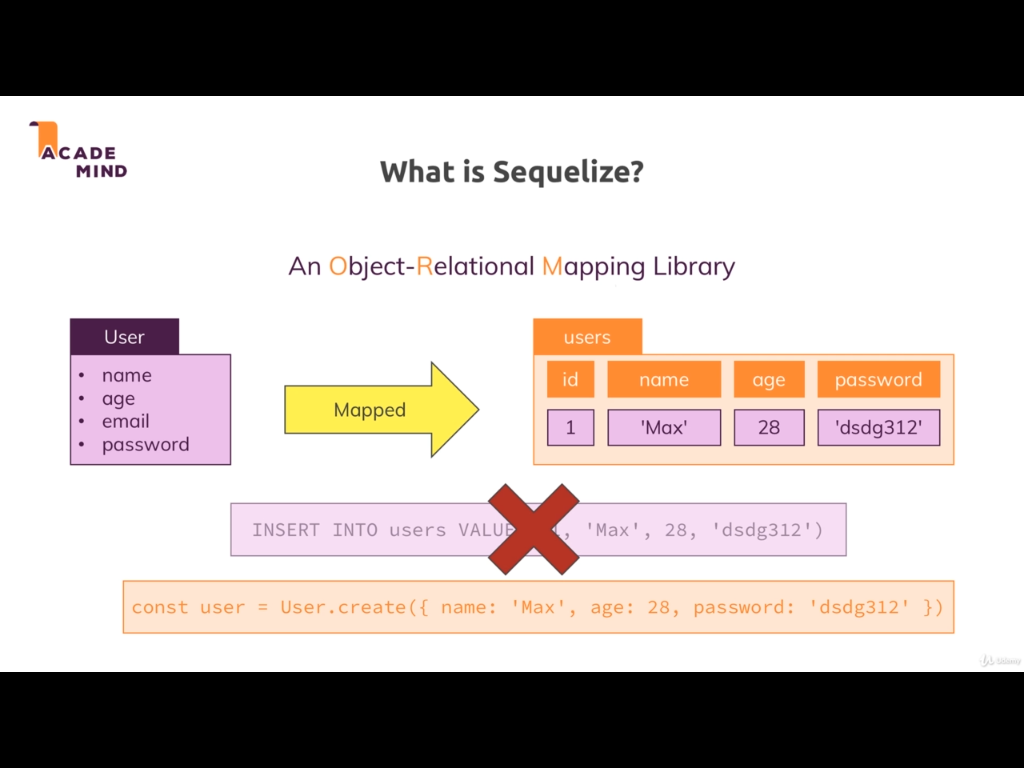 ACADE
MIND
What is Sequelize?
An Object-Relational Mapping Library
User
• name
• age
• email
• password
Mapped
users
id name age password
1 'Max' 28 'dsdg312'
INSERT INTO users , 'Max', 28, 'dsdg312')
const user = User.create({ name: 'Max', age: 28, password: 'dsdg312' })
Udemy